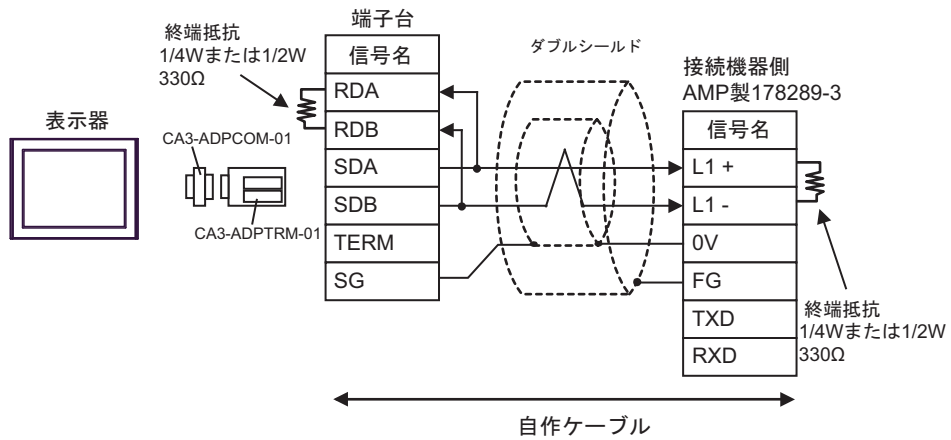 端子台
終端抵抗
1/4Wまたは1/2W
330Ω
ダブルシールド
接続機器側
AMP製178289-3
表示器
CA3-ADPCOM-01
CA3-ADPTRM-01
信号名
RDA
RDB
SDA
SDB
TERM
SG
信号名
L1 +
L1 -
0V
FG
TXD
RXD
終端抵抗
1/4Wまたは1/2W
330Ω
自作ケーブル